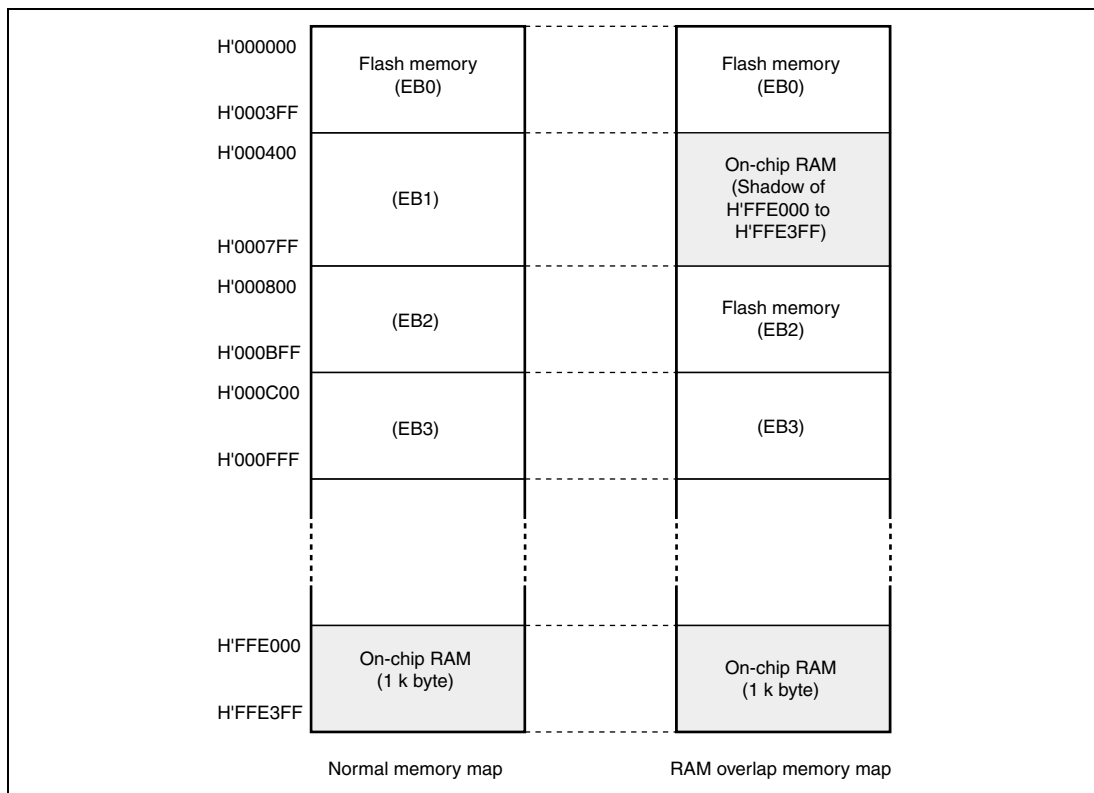 H'000000
Flash memory
(EB0)
Flash memory
(EB0)
H'0003FF
H'000400
(EB1)
On-chip RAM
(Shadow of
H'FFE000 to
H'FFE3FF)
H'0007FF
H'000800
(EB2)
Flash memory
(EB2)
H'000BFF
H'000C00
(EB3)
(EB3)
H'000FFF
H'FFE000
On-chip RAM
(1 k byte)
On-chip RAM
(1 k byte)
H'FFE3FF
Normal memory map
RAM overlap memory map